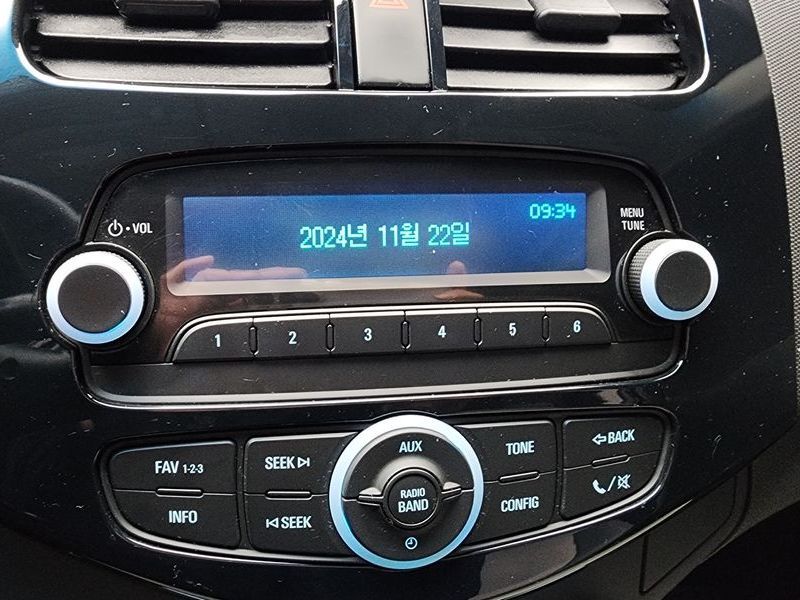 09:34
2024년 11월 22일
VOL
MENU
TUNE
1 2 3 4 5 6
FAV 1-2-3
SEEK
AUX
TONE
BACK
INFO
SEEK
RADIO
BAND
CONFIG